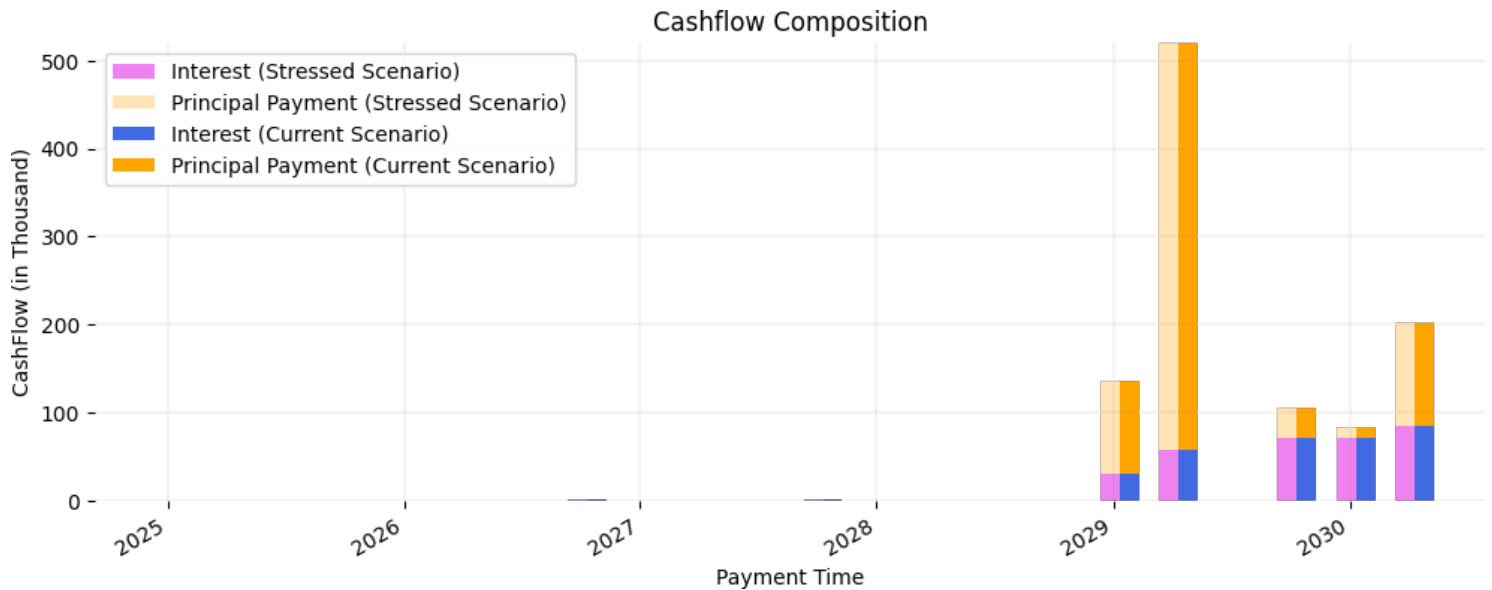 Cashflow Composition
Interest (Stressed Scenario)
Principal Payment (Stressed Scenario)
Interest (Current Scenario)
Principal Payment (Current Scenario)
CashFlow (in Thousand)
500
400
300
200
100
0
2025
2026
2027
2028
2029
2030
Payment Time